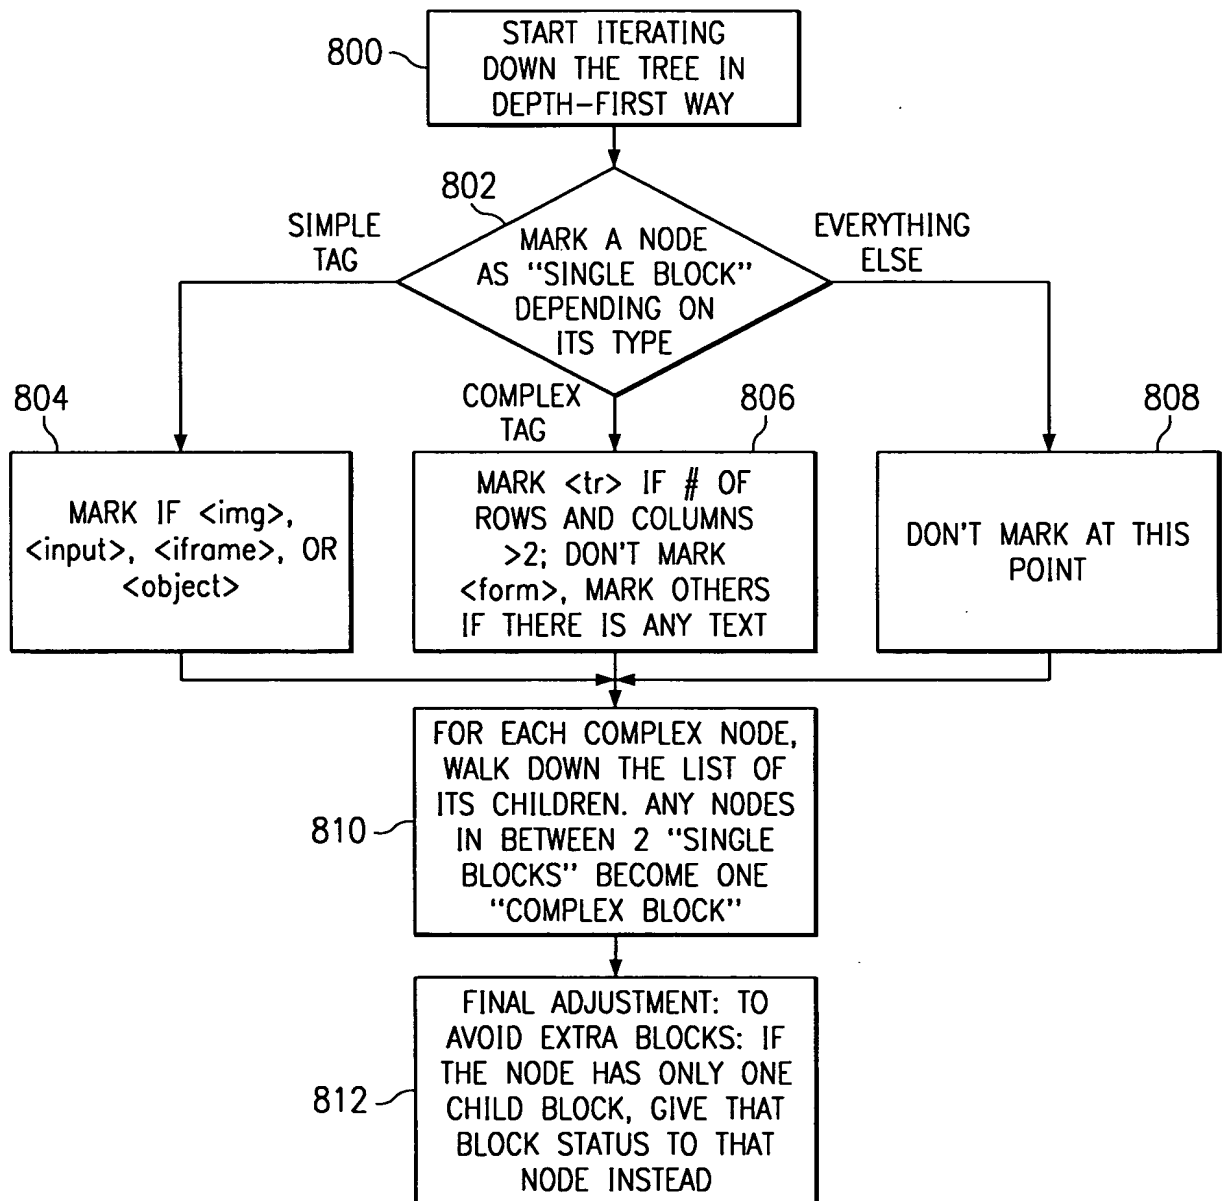 800
START ITERATING
DOWN THE TREE IN
DEPTH-FIRST WAY
802
SIMPLE
TAG
MARK A NODE
AS "SINGLE BLOCK"
DEPENDING ON
ITS TYPE
EVERYTHING
ELSE
804
COMPLEX
TAG
806
808
MARK IF <img>,
<input>, <iframe>, OR
<object>
MARK <tr> IF # OF
ROWS AND COLUMNS
>2; DON'T MARK
<form>, MARK OTHERS
IF THERE IS ANY TEXT
DON'T MARK AT THIS
POINT
810
FOR EACH COMPLEX NODE,
WALK DOWN THE LIST OF
ITS CHILDREN. ANY NODES
IN BETWEEN 2 "SINGLE
BLOCKS" BECOME ONE
"COMPLEX BLOCK"
812
FINAL ADJUSTMENT: TO
AVOID EXTRA BLOCKS: IF
THE NODE HAS ONLY ONE
CHILD BLOCK, GIVE THAT
BLOCK STATUS TO THAT
NODE INSTEAD